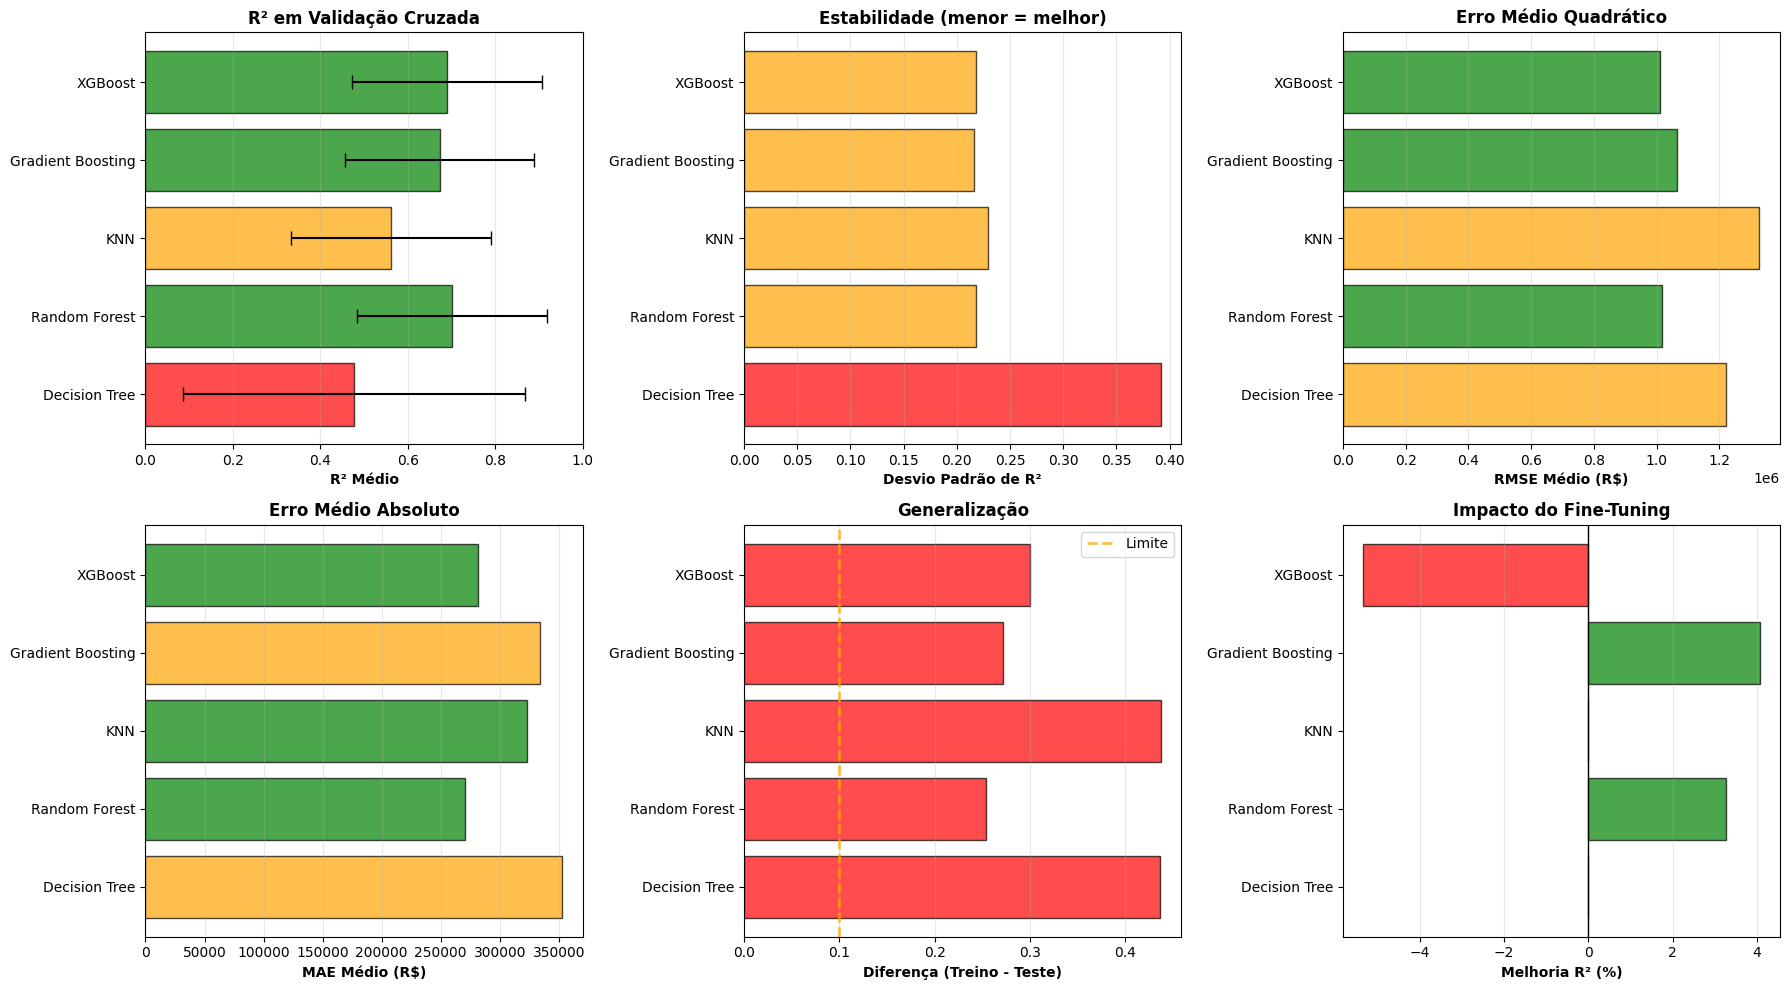 R² em Validação Cruzada
XGBoost
Gradient Boosting
KNN
Random Forest
Decision Tree
0.0 0.2 0.4 0.6 0.8 1.0
R² Médio
Estabilidade (menor = melhor)
XGBoost
Gradient Boosting
KNN
Random Forest
Decision Tree
0.00 0.05 0.10 0.15 0.20 0.25 0.30 0.35 0.40
Desvio Padrão de R²
Erro Médio Quadrático
XGBoost
Gradient Boosting
KNN
Random Forest
Decision Tree
0.0 0.2 0.4 0.6 0.8 1.0 1.2
1e6
RMSE Médio (R$)
Erro Médio Absoluto
XGBoost
Gradient Boosting
KNN
Random Forest
Decision Tree
0 50000 100000 150000 200000 250000 300000 350000
MAE Médio (R$)
Generalização
Limite
XGBoost
Gradient Boosting
KNN
Random Forest
Decision Tree
0.0 0.1 0.2 0.3 0.4
Diferença (Treino - Teste)
Impacto do Fine-Tuning
XGBoost
Gradient Boosting
KNN
Random Forest
Decision Tree
−4 −2 0 2 4
Melhoria R² (%)